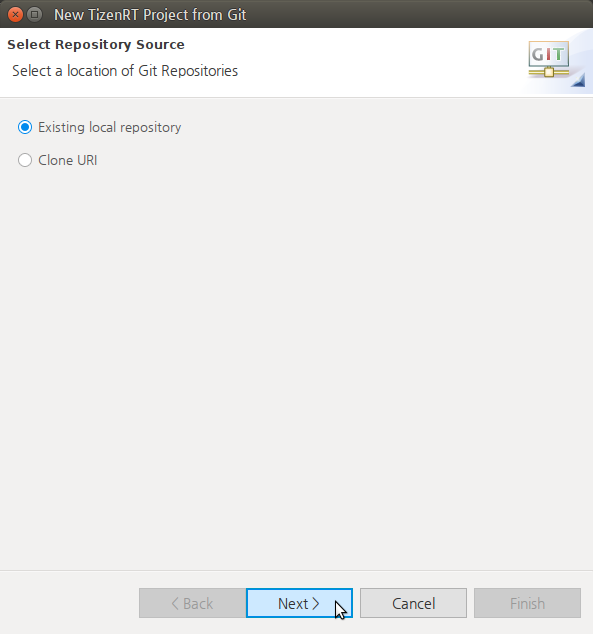 New TizenRT Project from Git
Select Repository Source
Select a location of Git Repositories
GIT
Existing local repository
Clone URI
< Back
Next >
Cancel
Finish